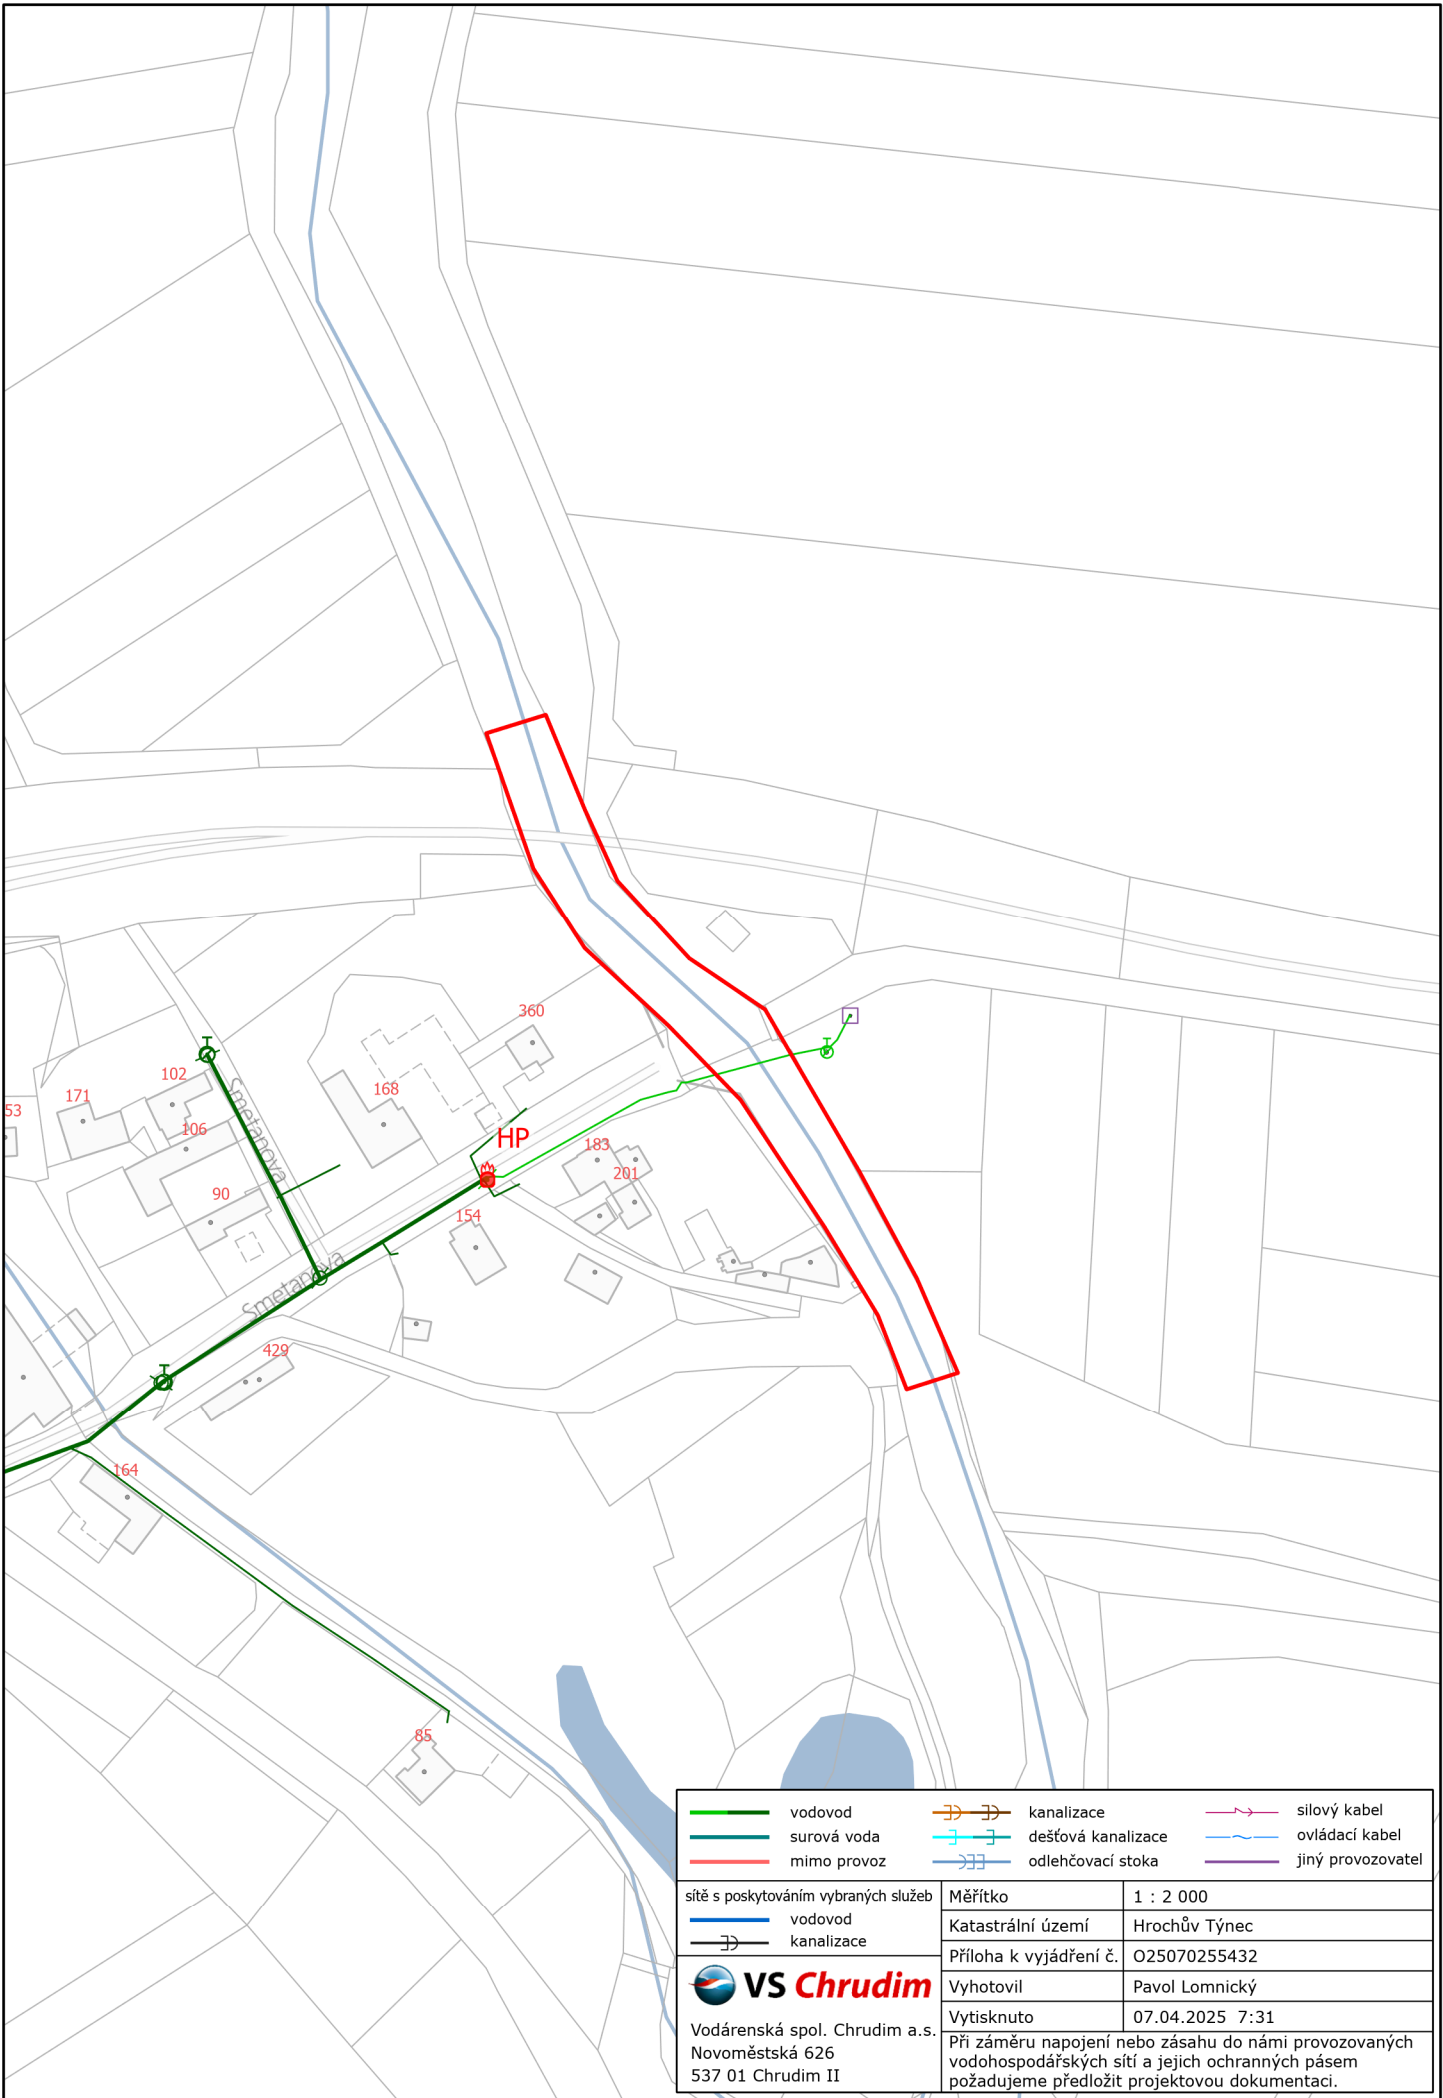 360
102
168
171
53
106
HP
183
201
90
154
Smetanova
Smetanova
429
164
85
vodovod
kanalizace
silový kabel
surová voda
dešťová kanalizace
ovládací kabel
mimo provoz
odlehčovací stoka
jiný provozovatel
sítě s poskytováním vybraných služeb
vodovod
kanalizace
Měřítko 1 : 2 000
Katastrální území Hrochův Týnec
Příloha k vyjádření č. O25070255432
Vyhotovil Pavol Lomnický
Vytisknuto 07.04.2025 7:31
VS Chrudim
Vodárenská spol. Chrudim a.s.
Novoměstská 626
537 01 Chrudim II
Při záměru napojení nebo zásahu do námi provozovaných
vodohospodářských sítí a jejich ochranných pásem
požadujeme předložit projektovou dokumentaci.